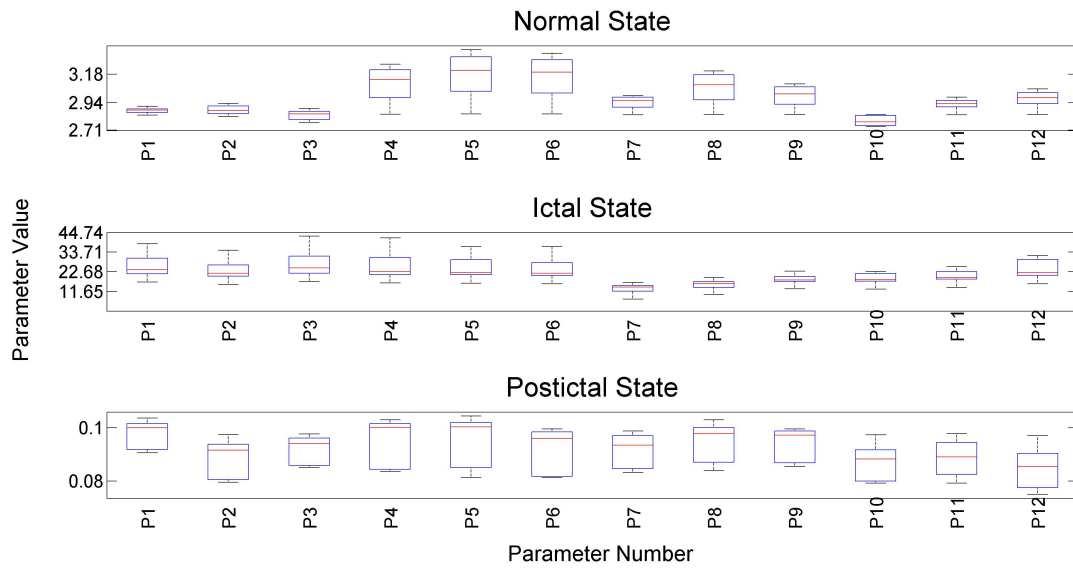 Normal State
3.18
2.94
2.71
P1 P2 P3 P4 P5 P6 P7 P8 P9 P10 P11 P12
Parameter Value
Ictal State
44.74
33.71
22.68
11.65
P1 P2 P3 P4 P5 P6 P7 P8 P9 P10 P11 P12
Postictal State
0.1
0.08
P1 P2 P3 P4 P5 P6 P7 P8 P9 P10 P11 P12
Parameter Number